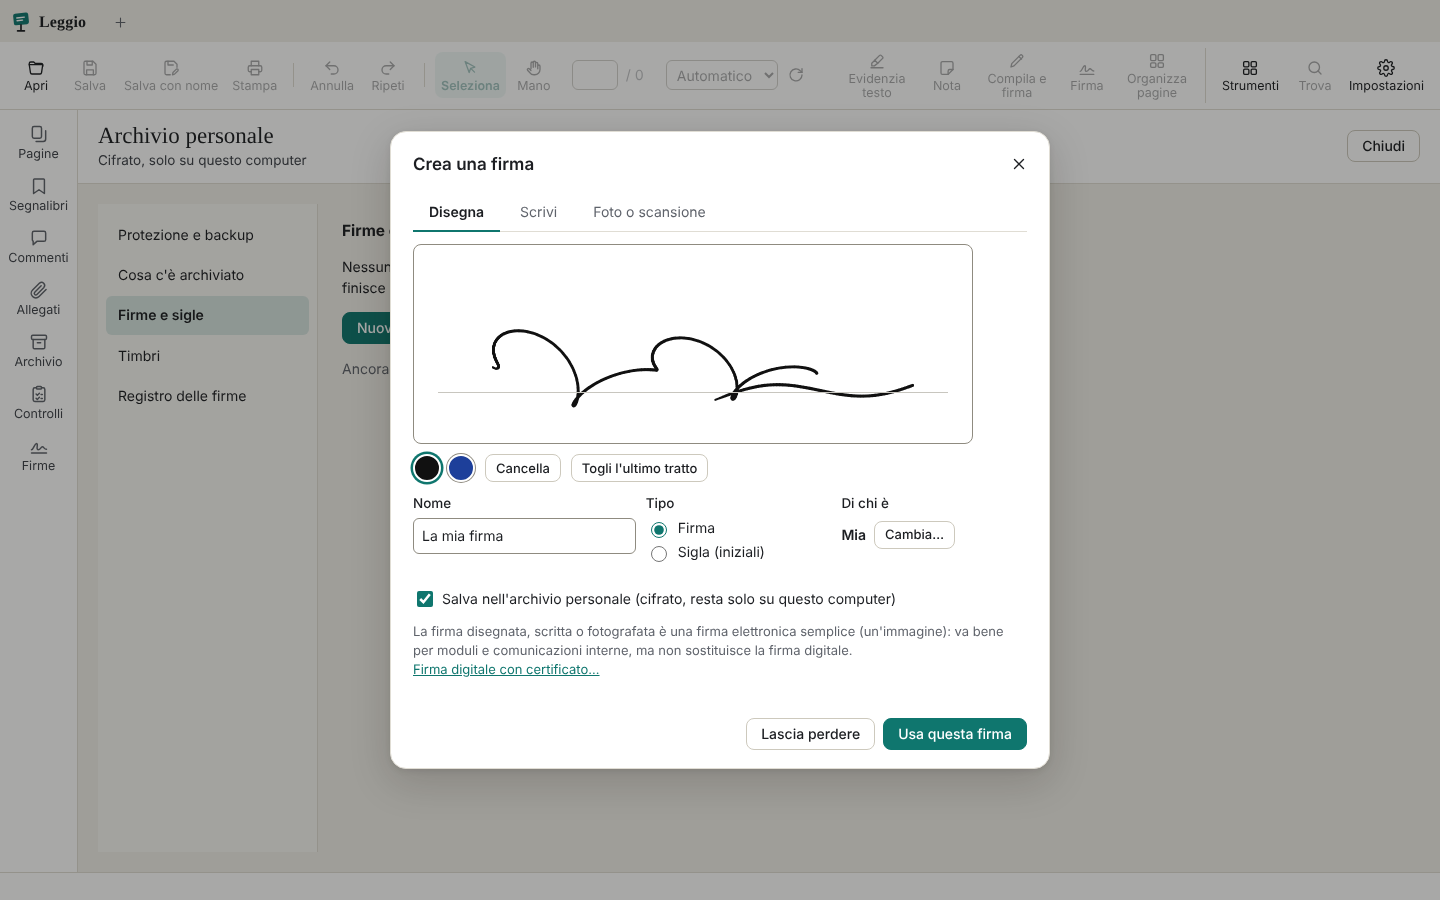 Leggio
Apri
Salva
Salva con nome
Stampa
Annulla
Ripeti
Seleziona
Mano
/ 0
Automatico
Evidenzia
testo
Nota
Compila e
firma
Firma
Organizza
pagine
Strumenti
Trova
Impostazioni
Pagine
Segnalibri
Commenti
Allegati
Archivio
Controlli
Firme
Archivio personale
Cifrato, solo su questo computer
Chiudi
Protezione e backup
Cosa c'è archiviato
Firme e sigle
Timbri
Registro delle firme
Firme
finisce
Ancora
Crea una firma
Disegna
Scrivi
Foto o scansione
Cancella
Togli l'ultimo tratto
Nome
La mia firma
Tipo
Firma
Sigla (iniziali)
Di chi è
Mia
Cambia...
Salva nell'archivio personale (cifrato, resta solo su questo computer)
La firma disegnata, scritta o fotografata è una firma elettronica semplice (un'immagine): va bene
per moduli e comunicazioni interne, ma non sostituisce la firma digitale.
Firma digitale con certificato...
Lascia perdere
Usa questa firma